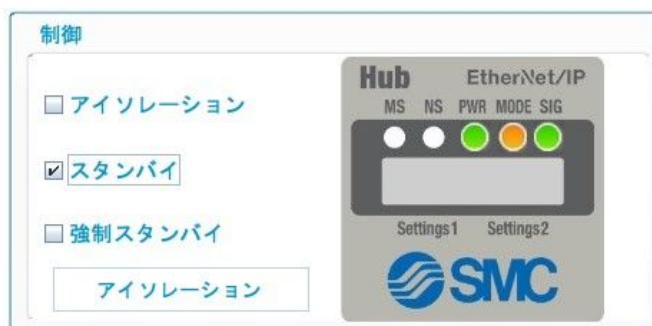 制御
アイソレーション
スタンバイ
強制スタンバイ
アイソレーション
Hub EtherNet/IP
MS NS PWR MODE SIG
Settings1 Settings2
SMC